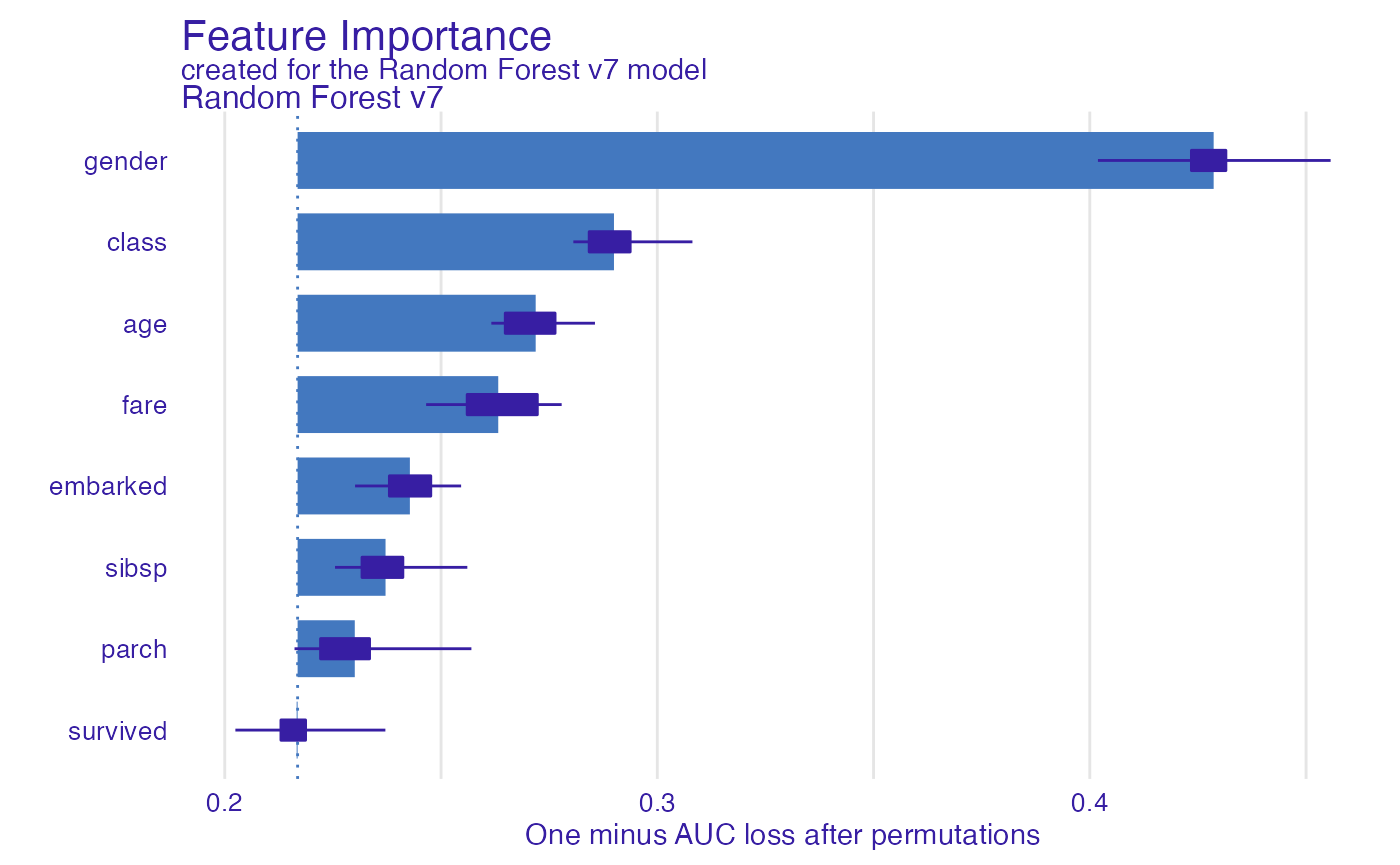 Feature Importance
created for the Random Forest v7 model
Random Forest v7
gender
class
age
fare
embarked
sibsp
parch
survived
0.2 0.3 0.4
One minus AUC loss after permutations